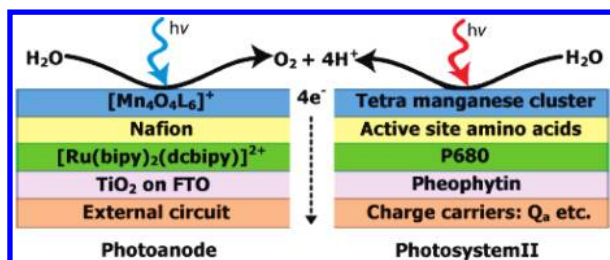 hν hν
H₂O O₂ + 4H⁺ H₂O
[Mn₄O₄L₆]⁺ 4e⁻ Tetra manganese cluster
Nafion Active site amino acids
[Ru(bipy)₂(dcbipy)]²⁺ P680
TiO₂ on FTO Pheophytin
External circuit Charge carriers: Qₐ etc.
Photoanode PhotosystemII